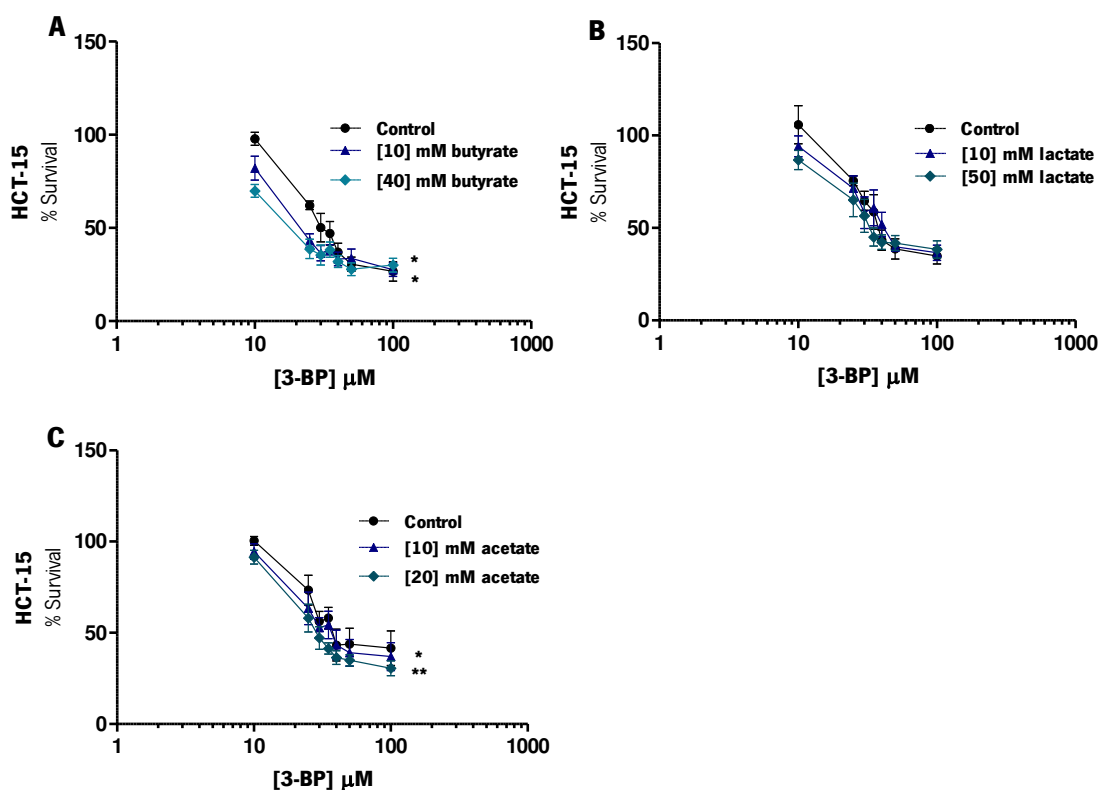 A
150
100
50
0
HCT-15
% Survival
Control
[10] mM butyrate
[40] mM butyrate
*
*
1
10
100
1000
[3-BP] μM
B
150
100
50
0
HCT-15
% Survival
Control
[10] mM lactate
[50] mM lactate
1
10
100
1000
[3-BP] μM
C
150
100
50
0
HCT-15
% Survival
Control
[10] mM acetate
[20] mM acetate
*
**
1
10
100
1000
[3-BP] μM